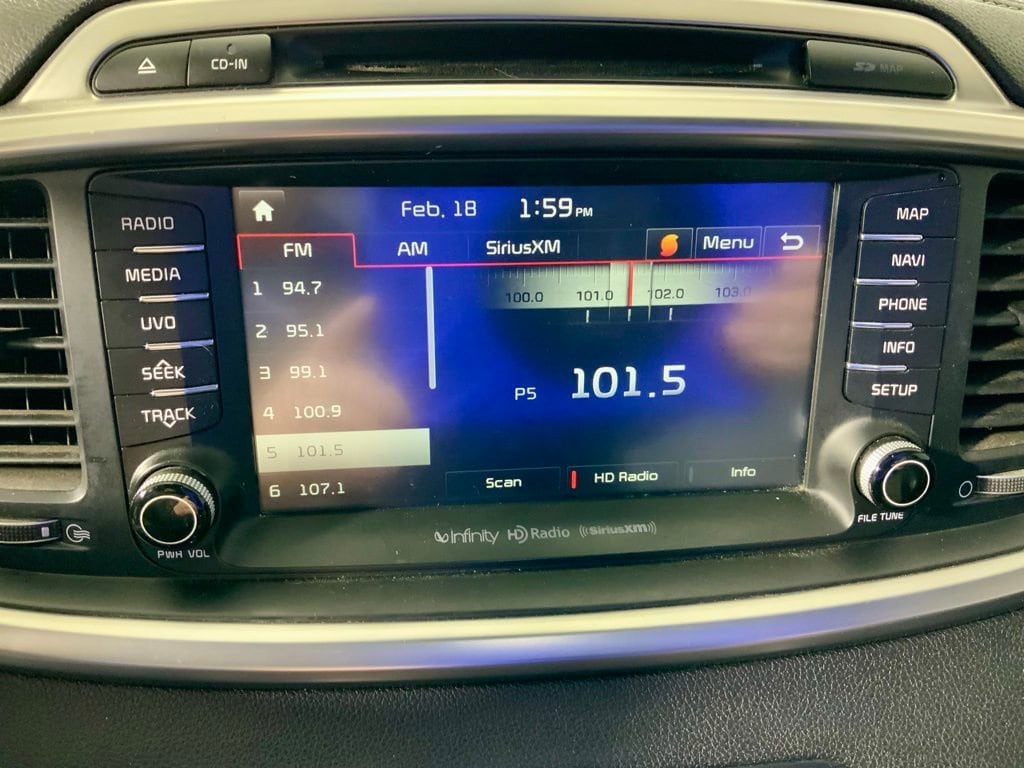 CD-IN
SD MAP
RADIO
MEDIA
UVO
SEEK
TRACK
PWR VOL
Feb. 18 1:59 PM
FM AM SiriusXM Menu
1 94.7
2 95.1
3 99.1
4 100.9
5 101.5
6 107.1
100.0 101.0 102.0 103.0
P5 101.5
Scan HD Radio Info
Infinity HD Radio ((SiriusXM))
MAP
NAVI
PHONE
INFO
SETUP
FILE TUNE